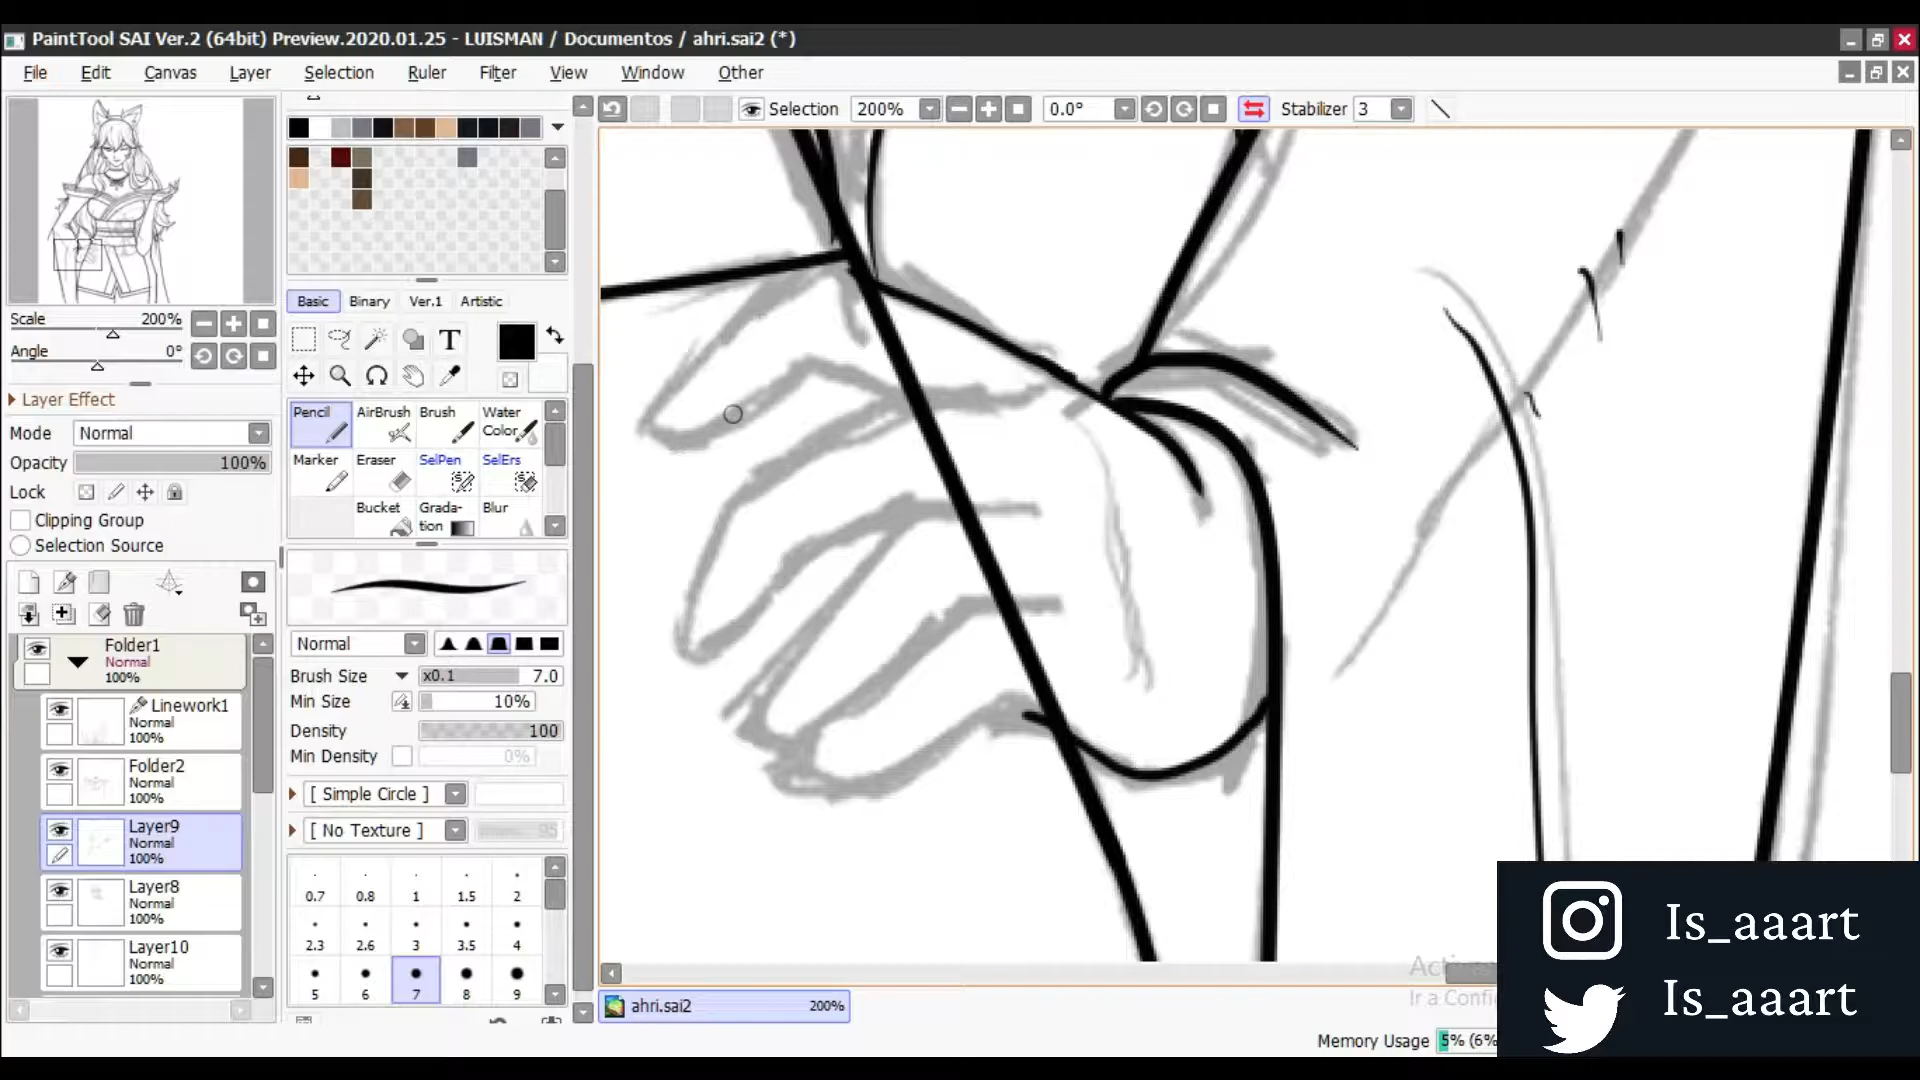 PaintTool SAI Ver.2 (64bit) Preview.2020.01.25 - LUISMAN / Documentos / ahri.sai2 (*)
File Edit Canvas Layer Selection Ruler Filter View Window Other
Selection 200% 0.0° Stabilizer 3
Scale 200%
Angle 0°
Layer Effect
Mode Normal
Opacity 100%
Lock
Clipping Group
Selection Source
Folder1
Normal
100%
Linework1
Normal
100%
Folder2
Normal
100%
Layer9
Normal
100%
Layer8
Normal
100%
Layer10
Normal
100%
Basic Binary Ver.1 Artistic
T
Pencil AirBrush Brush Water Color
Marker Eraser SelPen SelErs
Bucket Grada-tion Blur
Normal
Brush Size x0.1 7.0
Min Size 10%
Density 100
Min Density 0%
[ Simple Circle ]
[ No Texture ] 95
0.7 0.8 1 1.5 2
2.3 2.6 3 3.5 4
5 6 7 8 9
ahri.sai2 200%
Ir a Confi
Memory Usage 5% (6%
Is_aaart
Is_aaart